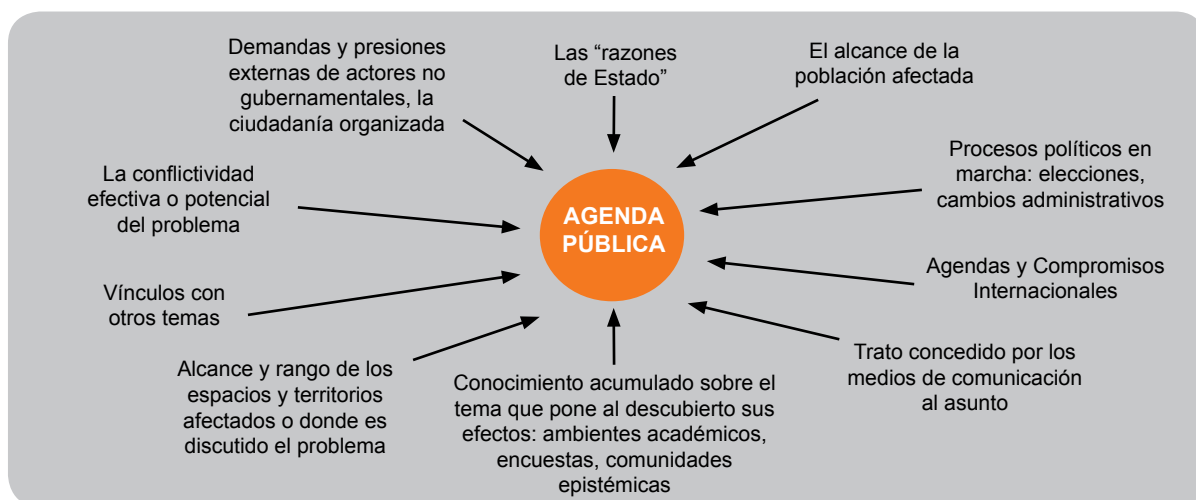 Demandas y presiones
externas de actores no
gubernamentales, la
ciudadanía organizada
Las “razones
de Estado”
El alcance de la
población afectada
La conflictividad
efectiva o potencial
del problema
Procesos políticos en
marcha: elecciones,
cambios administrativos
AGENDA
PÚBLICA
Vínculos con
otros temas
Agendas y Compromisos
Internacionales
Alcance y rango de los
espacios y territorios
afectados o donde es
discutido el problema
Conocimiento acumulado sobre el
tema que pone al descubierto sus
efectos: ambientes académicos,
encuestas, comunidades
epistémicas
Trato concedido por los
medios de comunicación
al asunto